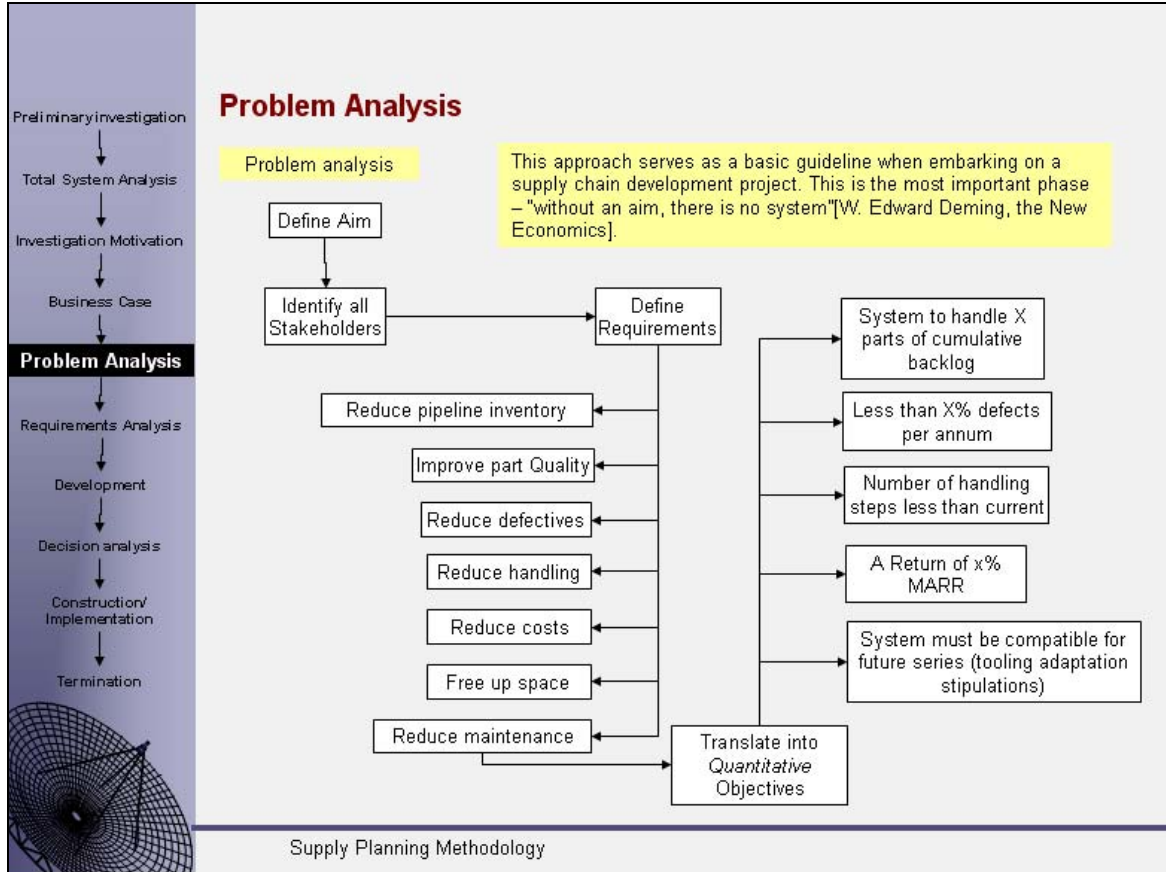 Preliminary investigation
Total System Analysis
Investigation Motivation
Business Case
Problem Analysis
Requirements Analysis
Development
Decision analysis
Construction/
Implementation
Termination
Problem Analysis
Problem analysis
This approach serves as a basic guideline when embarking on a
supply chain development project. This is the most important phase
– "without an aim, there is no system"[W. Edward Deming, the New
Economics].
Define Aim
Identify all
Stakeholders
Define
Requirements
Reduce pipeline inventory
Improve part Quality
Reduce defectives
Reduce handling
Reduce costs
Free up space
Reduce maintenance
Translate into
Quantitative
Objectives
System to handle X
parts of cumulative
backlog
Less than X% defects
per annum
Number of handling
steps less than current
A Return of x%
MARR
System must be compatible for
future series (tooling adaptation
stipulations)
Supply Planning Methodology